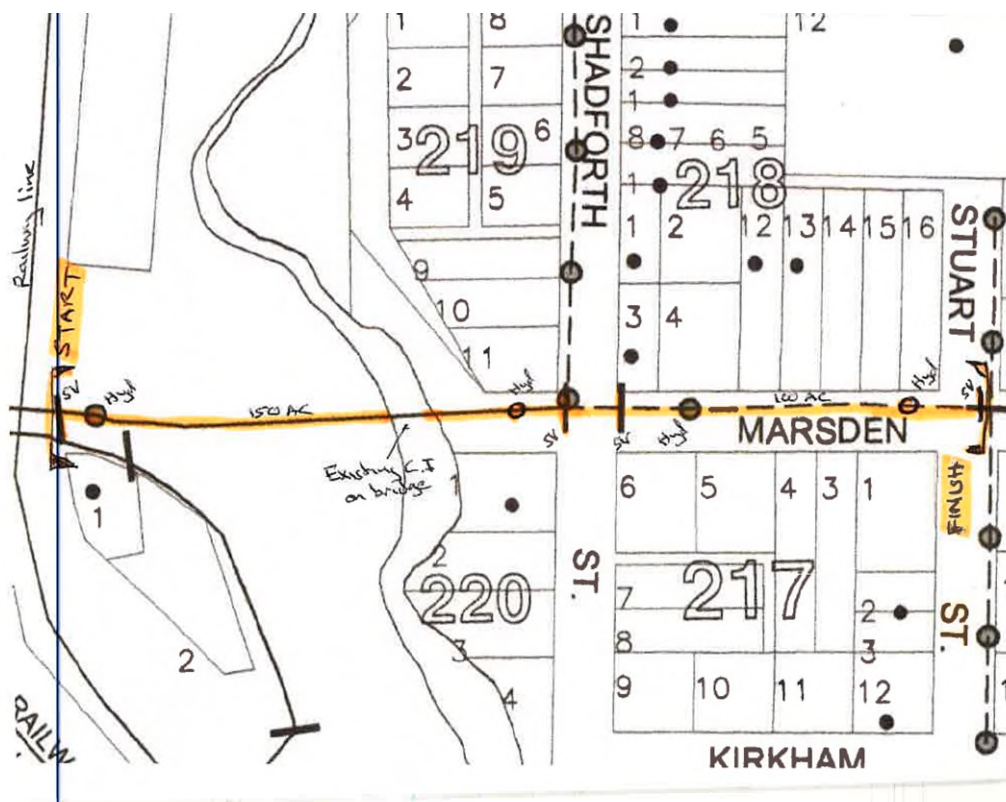 1
8
1
12
2
7
2
1
3
219
6
8
7
6
5
218
4
5
1
SHADFORTH
1
2
12
13
14
15
16
STUART
Railway line
9
10
3
4
START
11
SV
Hyd
150 AC
Hyd
100 AC
Hyd
SV
SV
SV
Hyd
MARSDEN
Existing C.I
on bridge
1
6
5
4
3
1
FINISH
1
2
220
ST.
7
217
2
ST.
2
3
8
3
4
9
10
11
12
RAILW
KIRKHAM